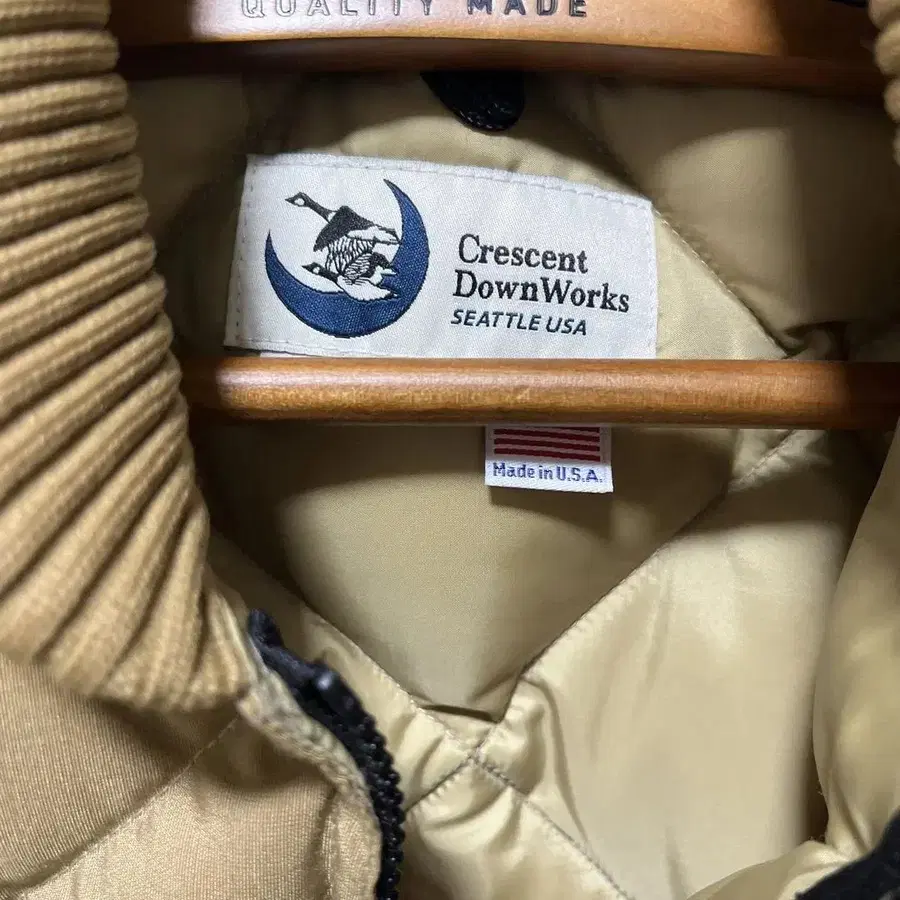 QUALITY MADE
Crescent
DownWorks
SEATTLE USA
Made in U.S.A.